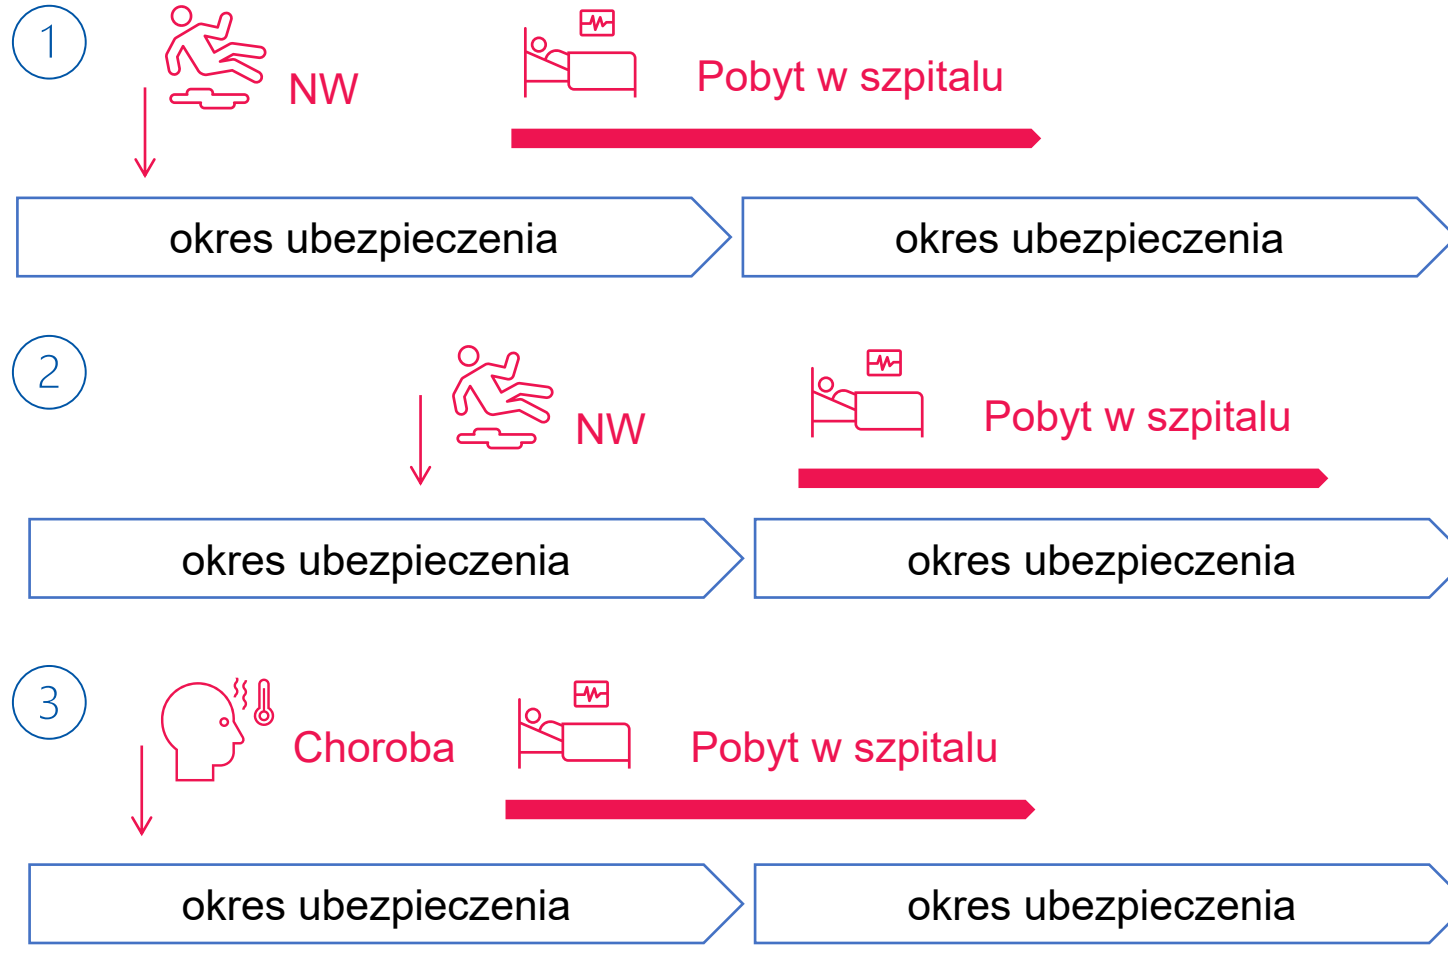 1
NW
Pobyt w szpitalu
okres ubezpieczenia
okres ubezpieczenia
2
NW
Pobyt w szpitalu
okres ubezpieczenia
okres ubezpieczenia
3
Choroba
Pobyt w szpitalu
okres ubezpieczenia
okres ubezpieczenia